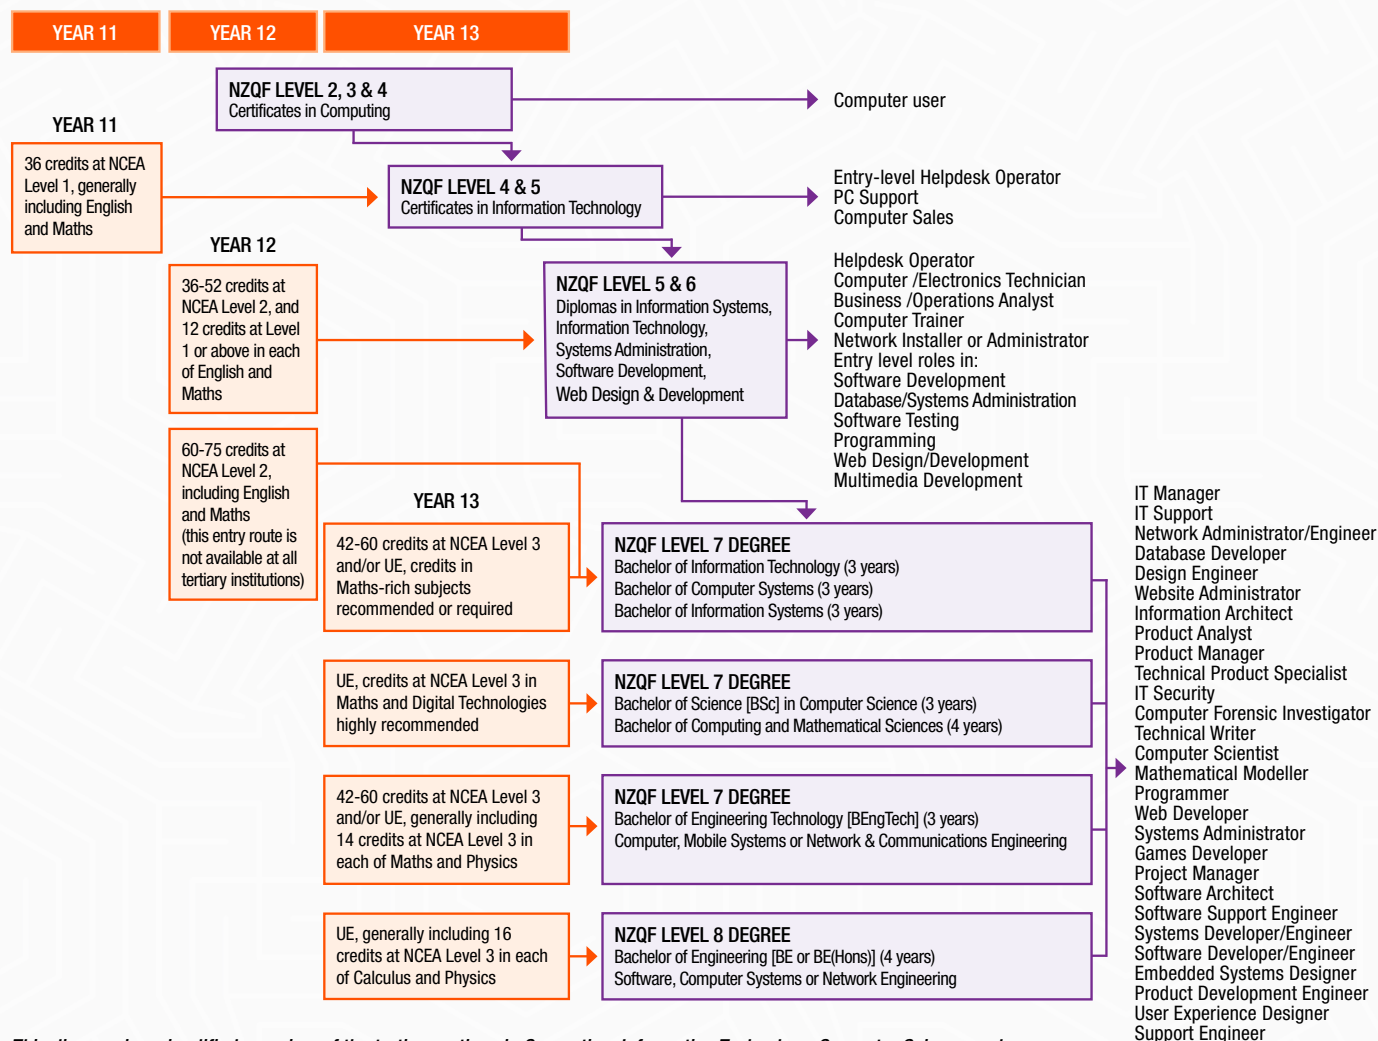 YEAR 11
YEAR 12
YEAR 13
NZQF LEVEL 2, 3 & 4
Certificates in Computing
Computer user
YEAR 11
36 credits at NCEA
Level 1, generally
including English
and Maths
NZQF LEVEL 4 & 5
Certificates in Information Technology
Entry-level Helpdesk Operator
PC Support
Computer Sales
YEAR 12
36-52 credits at
NCEA Level 2, and
12 credits at Level
1 or above in each
of English and
Maths
NZQF LEVEL 5 & 6
Diplomas in Information Systems,
Information Technology,
Systems Administration,
Software Development,
Web Design & Development
Helpdesk Operator
Computer /Electronics Technician
Business /Operations Analyst
Computer Trainer
Network Installer or Administrator
Entry level roles in:
Software Development
Database/Systems Administration
Software Testing
Programming
Web Design/Development
Multimedia Development
60-75 credits at
NCEA Level 2,
including English
and Maths
(this entry route is
not available at all
tertiary institutions)
YEAR 13
42-60 credits at NCEA Level 3
and/or UE, credits in
Maths-rich subjects
recommended or required
NZQF LEVEL 7 DEGREE
Bachelor of Information Technology (3 years)
Bachelor of Computer Systems (3 years)
Bachelor of Information Systems (3 years)
UE, credits at NCEA Level 3 in
Maths and Digital Technologies
highly recommended
NZQF LEVEL 7 DEGREE
Bachelor of Science [BSc] in Computer Science (3 years)
Bachelor of Computing and Mathematical Sciences (4 years)
42-60 credits at NCEA Level 3
and/or UE, generally including
14 credits at NCEA Level 3 in
each of Maths and Physics
NZQF LEVEL 7 DEGREE
Bachelor of Engineering Technology [BEngTech] (3 years)
Computer, Mobile Systems or Network & Communications Engineering
UE, generally including 16
credits at NCEA Level 3 in each
of Calculus and Physics
NZQF LEVEL 8 DEGREE
Bachelor of Engineering [BE or BE(Hons)] (4 years)
Software, Computer Systems or Network Engineering
IT Manager
IT Support
Network Administrator/Engineer
Database Developer
Design Engineer
Website Administrator
Information Architect
Product Analyst
Product Manager
Technical Product Specialist
IT Security
Computer Forensic Investigator
Technical Writer
Computer Scientist
Mathematical Modeller
Programmer
Web Developer
Systems Administrator
Games Developer
Project Manager
Software Architect
Software Support Engineer
Systems Developer/Engineer
Software Developer/Engineer
Embedded Systems Designer
Product Development Engineer
User Experience Designer
Support Engineer